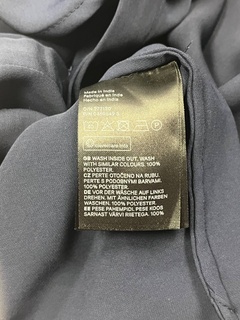 Made in India
Fabriqué en Inde
Hecho en India
GB WASH INSIDE OUT, WASH
WITH SIMILAR COLOURS, 100%
POLYESTER
CZ PERTE OTOČENÉ NA RUBU.
PERTE S PODOBNÝMI BARVAMI.
100% POLYESTER
DE VOR DER WÄSCHE AUF LINKS
DREHEN. MIT ÄHNLICHEN FARBEN
WASCHEN. 100% POLYESTER
EE PESE PAHEMPIDI. PESE KOOS
SARNAST VÄRVI RIIETEGA. 100%